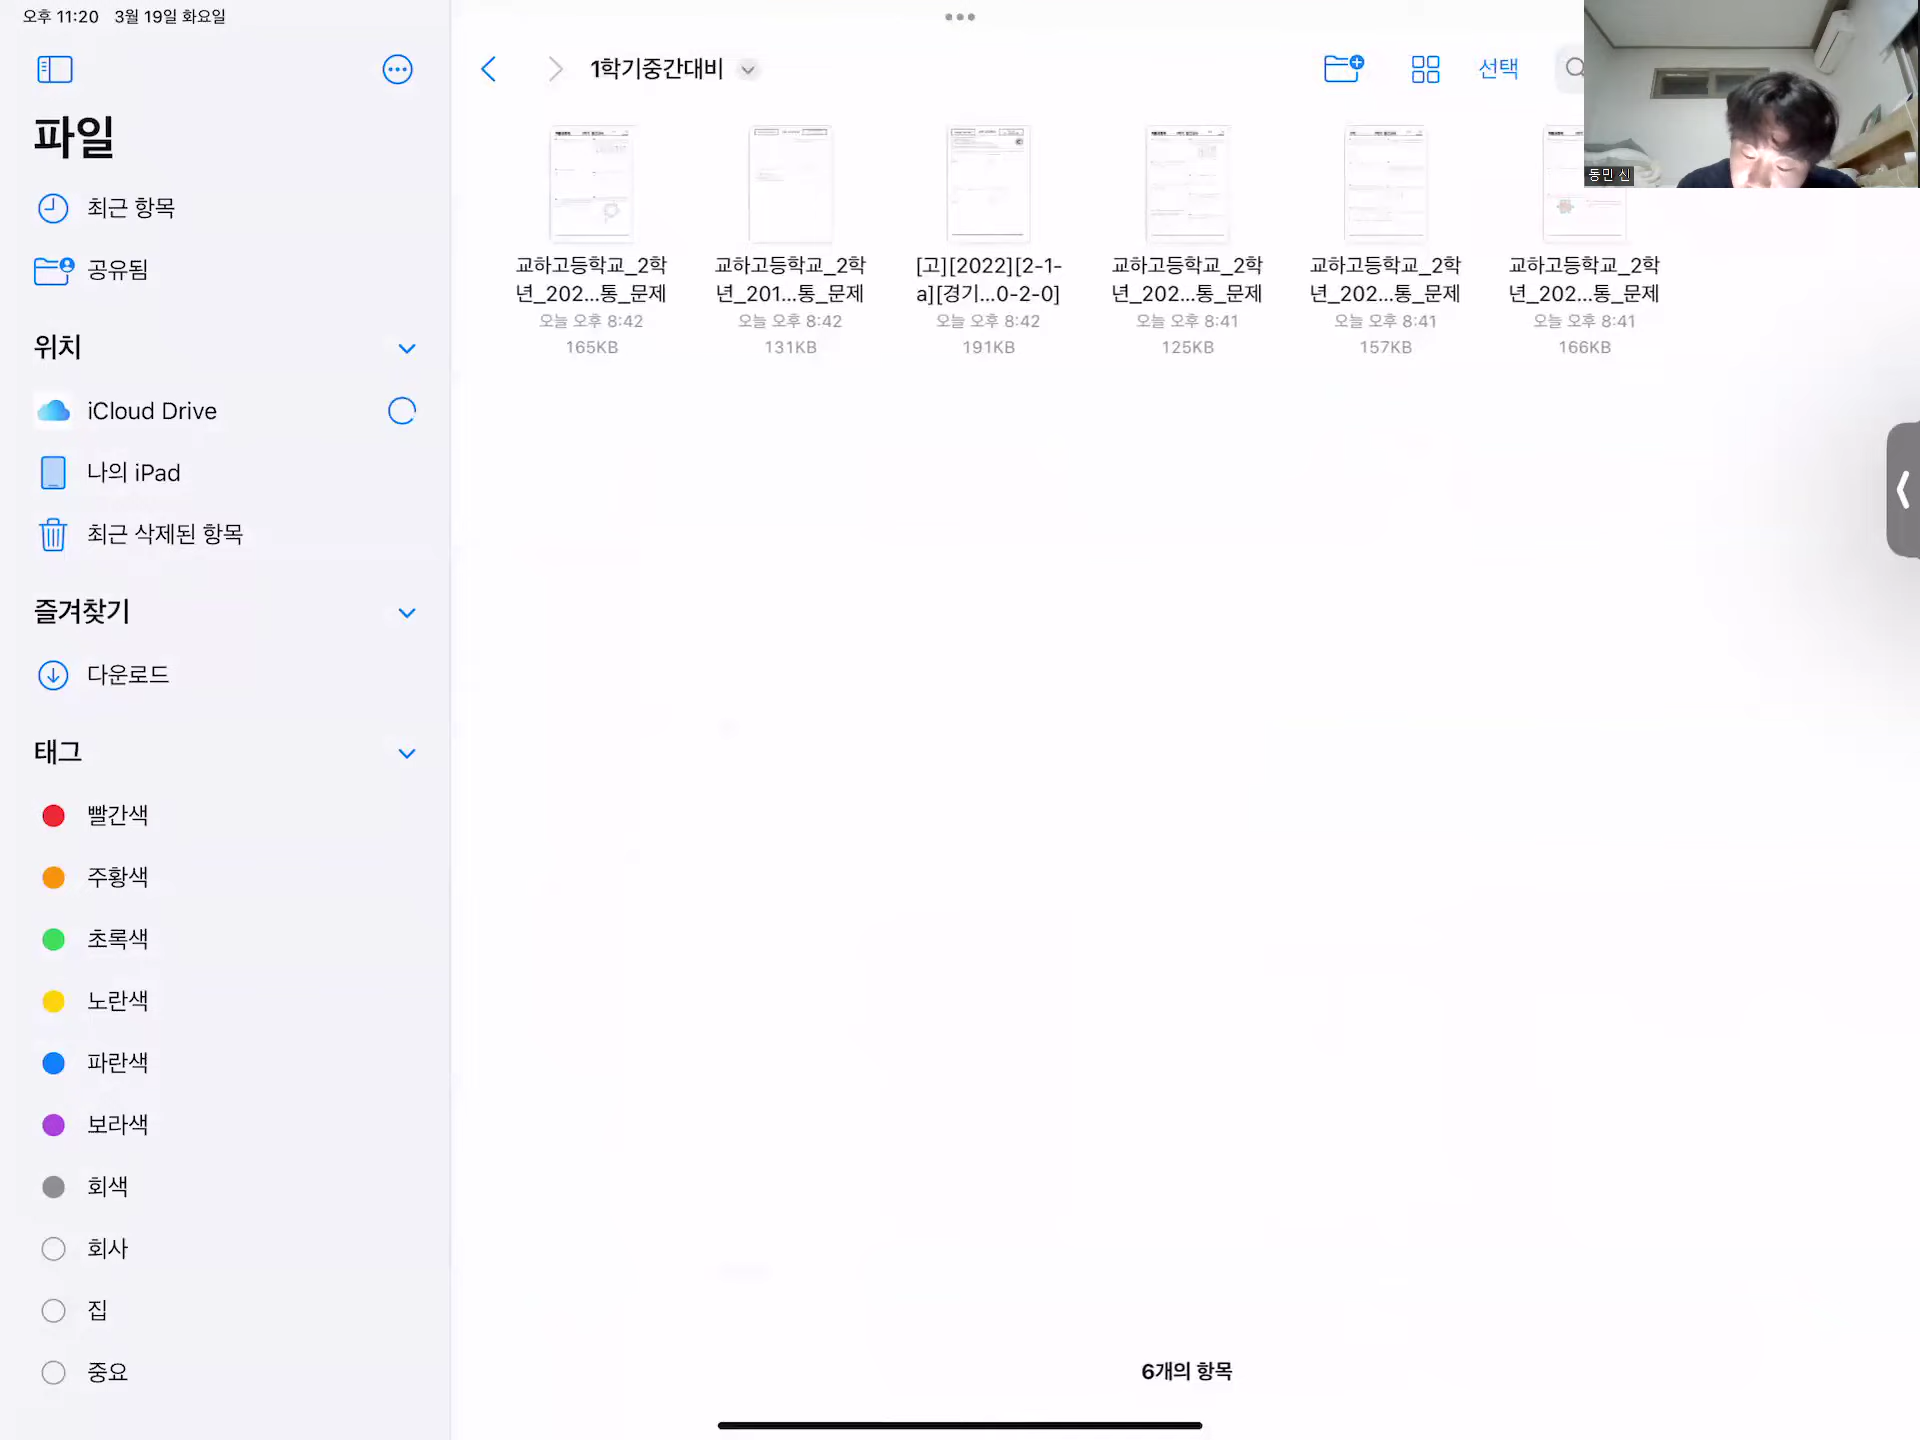 오후 11:20 3월 19일 화요일
파일
최근 항목
공유됨
위치
iCloud Drive
나의 iPad
최근 삭제된 항목
즐겨찾기
다운로드
태그
빨간색
주황색
초록색
노란색
파란색
보라색
회색
회사
집
중요
1학기중간대비
선택
동민 신
교하고등학교_2학
년_202...통_문제
오늘 오후 8:42
165KB
교하고등학교_2학
년_201...통_문제
오늘 오후 8:42
131KB
[고][2022][2-1-
a][경기...0-2-0]
오늘 오후 8:42
191KB
교하고등학교_2학
년_202...통_문제
오늘 오후 8:41
125KB
교하고등학교_2학
년_202...통_문제
오늘 오후 8:41
157KB
교하고등학교_2학
년_202...통_문제
오늘 오후 8:41
166KB
6개의 항목